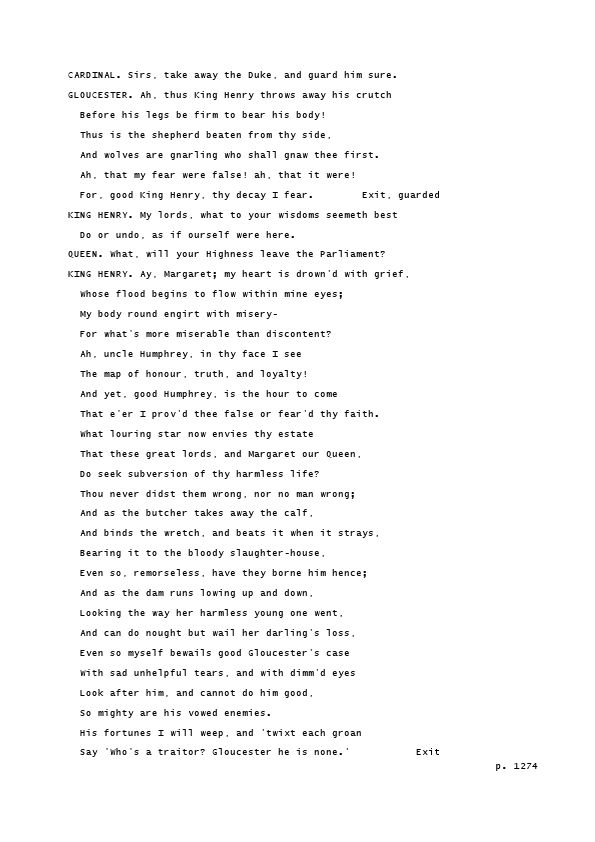 CARDINAL. Sirs, take away the Duke, and guard him sure.
GLOUCESTER. Ah, thus King Henry throws away his crutch
Before his legs be firm to bear his body!
Thus is the shepherd beaten from thy side,
And wolves are gnarling who shall gnaw thee first.
Ah, that my fear were false! ah, that it were!
For, good King Henry, thy decay I fear. Exit, guarded
KING HENRY. My lords, what to your wisdoms seemeth best
Do or undo, as if ourself were here.
QUEEN. What, will your Highness leave the Parliament?
KING HENRY. Ay, Margaret; my heart is drown'd with grief,
Whose flood begins to flow within mine eyes;
My body round engirt with misery-
For what's more miserable than discontent?
Ah, uncle Humphrey, in thy face I see
The map of honour, truth, and loyalty!
And yet, good Humphrey, is the hour to come
That e'er I prov'd thee false or fear'd thy faith.
What louring star now envies thy estate
That these great lords, and Margaret our Queen,
Do seek subversion of thy harmless life?
Thou never didst them wrong, nor no man wrong;
And as the butcher takes away the calf,
And binds the wretch, and beats it when it strays,
Bearing it to the bloody slaughter-house,
Even so, remorseless, have they borne him hence;
And as the dam runs lowing up and down,
Looking the way her harmless young one went,
And can do nought but wail her darling's loss,
Even so myself bewails good Gloucester's case
With sad unhelpful tears, and with dimm'd eyes
Look after him, and cannot do him good,
So mighty are his vowed enemies.
His fortunes I will weep, and 'twixt each groan
Say 'Who's a traitor? Gloucester he is none.' Exit
p. 1274